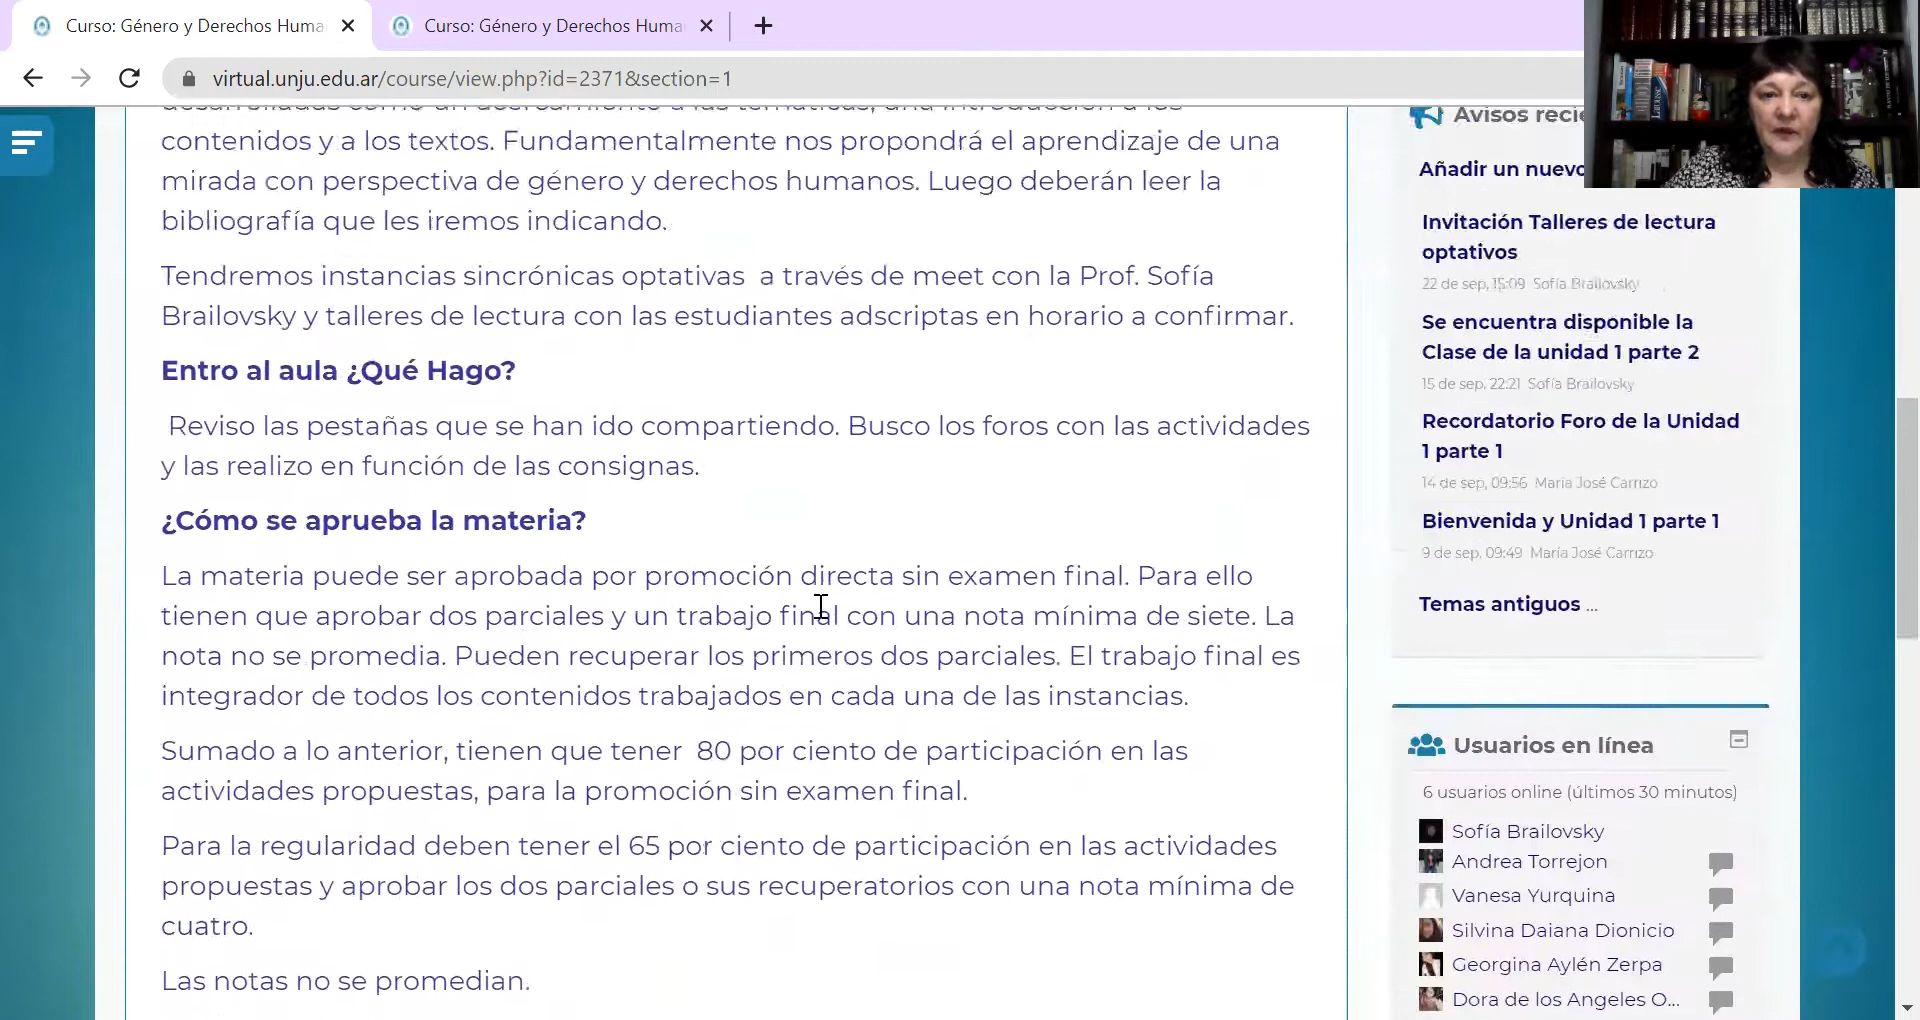 Curso: Género y Derechos Huma
Curso: Género y Derechos Huma
virtual.unju.edu.ar/course/view.php?id=2371&section=1
desarrolladas como un acercamiento a las temáticas, una introducción a los
contenidos y a los textos. Fundamentalmente nos propondrá el aprendizaje de una
mirada con perspectiva de género y derechos humanos. Luego deberán leer la
bibliografía que les iremos indicando.
Tendremos instancias sincrónicas optativas a través de meet con la Prof. Sofía
Brailovsky y talleres de lectura con las estudiantes adscriptas en horario a confirmar.
Entro al aula ¿Qué Hago?
Reviso las pestañas que se han ido compartiendo. Busco los foros con las actividades
y las realizo en función de las consignas.
¿Cómo se aprueba la materia?
La materia puede ser aprobada por promoción directa sin examen final. Para ello
tienen que aprobar dos parciales y un trabajo final con una nota mínima de siete. La
nota no se promedia. Pueden recuperar los primeros dos parciales. El trabajo final es
integrador de todos los contenidos trabajados en cada una de las instancias.
Sumado a lo anterior, tienen que tener 80 por ciento de participación en las
actividades propuestas, para la promoción sin examen final.
Para la regularidad deben tener el 65 por ciento de participación en las actividades
propuestas y aprobar los dos parciales o sus recuperatorios con una nota mínima de
cuatro.
Las notas no se promedian.
Avisos recie
Añadir un nuevo
Invitación Talleres de lectura
optativos
22 de sep, 15:09 Sofía Brailovsky
Se encuentra disponible la
Clase de la unidad 1 parte 2
15 de sep, 22:21 Sofía Brailovsky
Recordatorio Foro de la Unidad
1 parte 1
14 de sep, 09:56 María José Carrizo
Bienvenida y Unidad 1 parte 1
9 de sep, 09:49 María José Carrizo
Temas antiguos ...
Usuarios en línea
6 usuarios online (últimos 30 minutos)
Sofía Brailovsky
Andrea Torrejon
Vanesa Yurquina
Silvina Daiana Dionicio
Georgina Aylén Zerpa
Dora de los Angeles O...